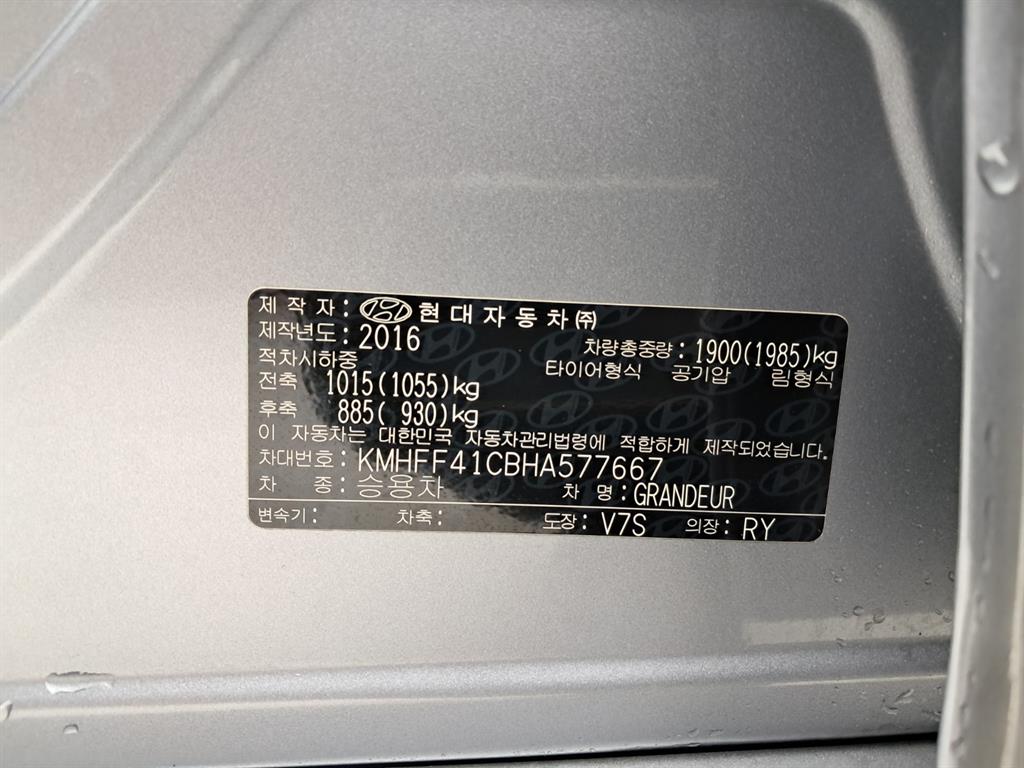 제 작 자 : 현대자동차㈜
제작년도: 2016
적차시하중 차량총중량: 1900(1985)kg
전축 1015(1055)kg 타이어형식 공기압 림형식
후축 885( 930)kg
이 자동차는 대한민국 자동차관리법령에 적합하게 제작되었습니다.
차대번호: KMHFF41CBHA577667
차 종: 승용차 차 명: GRANDEUR
변속기: 차축: 도장: V7S 의장: RY